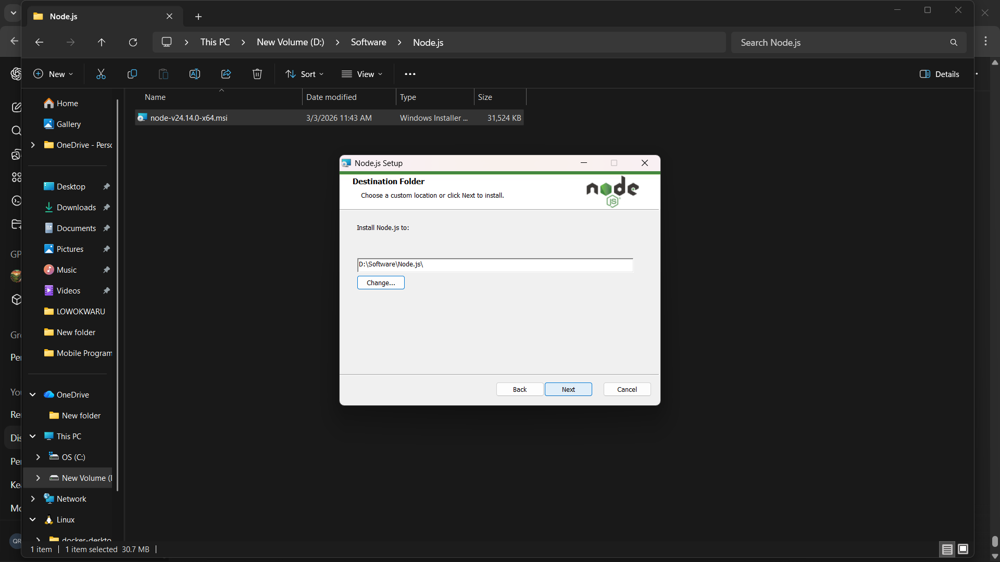 Node.js
This PC
New Volume (D:)
Software
Node.js
Search Node.js
New
Sort
View
Details
Name
Date modified
Type
Size
node-v24.14.0-x64.msi
3/3/2026 11:43 AM
Windows Installer ...
31,524 KB
Home
Gallery
OneDrive - Perso
Desktop
Downloads
Documents
Pictures
Music
Videos
LOWOKWARU
New folder
Mobile Program
OneDrive
New folder
This PC
OS (C:)
New Volume (
Network
Linux
docker-deskto
1 item
1 item selected 30.7 MB
GP
Gro
Per
You
Re
Dis
Pe
Ke
Mo
QR
Node.js Setup
Destination Folder
Choose a custom location or click Next to install.
node
JS
Install Node.js to:
D:\Software\Node.js\
Change...
Back
Next
Cancel